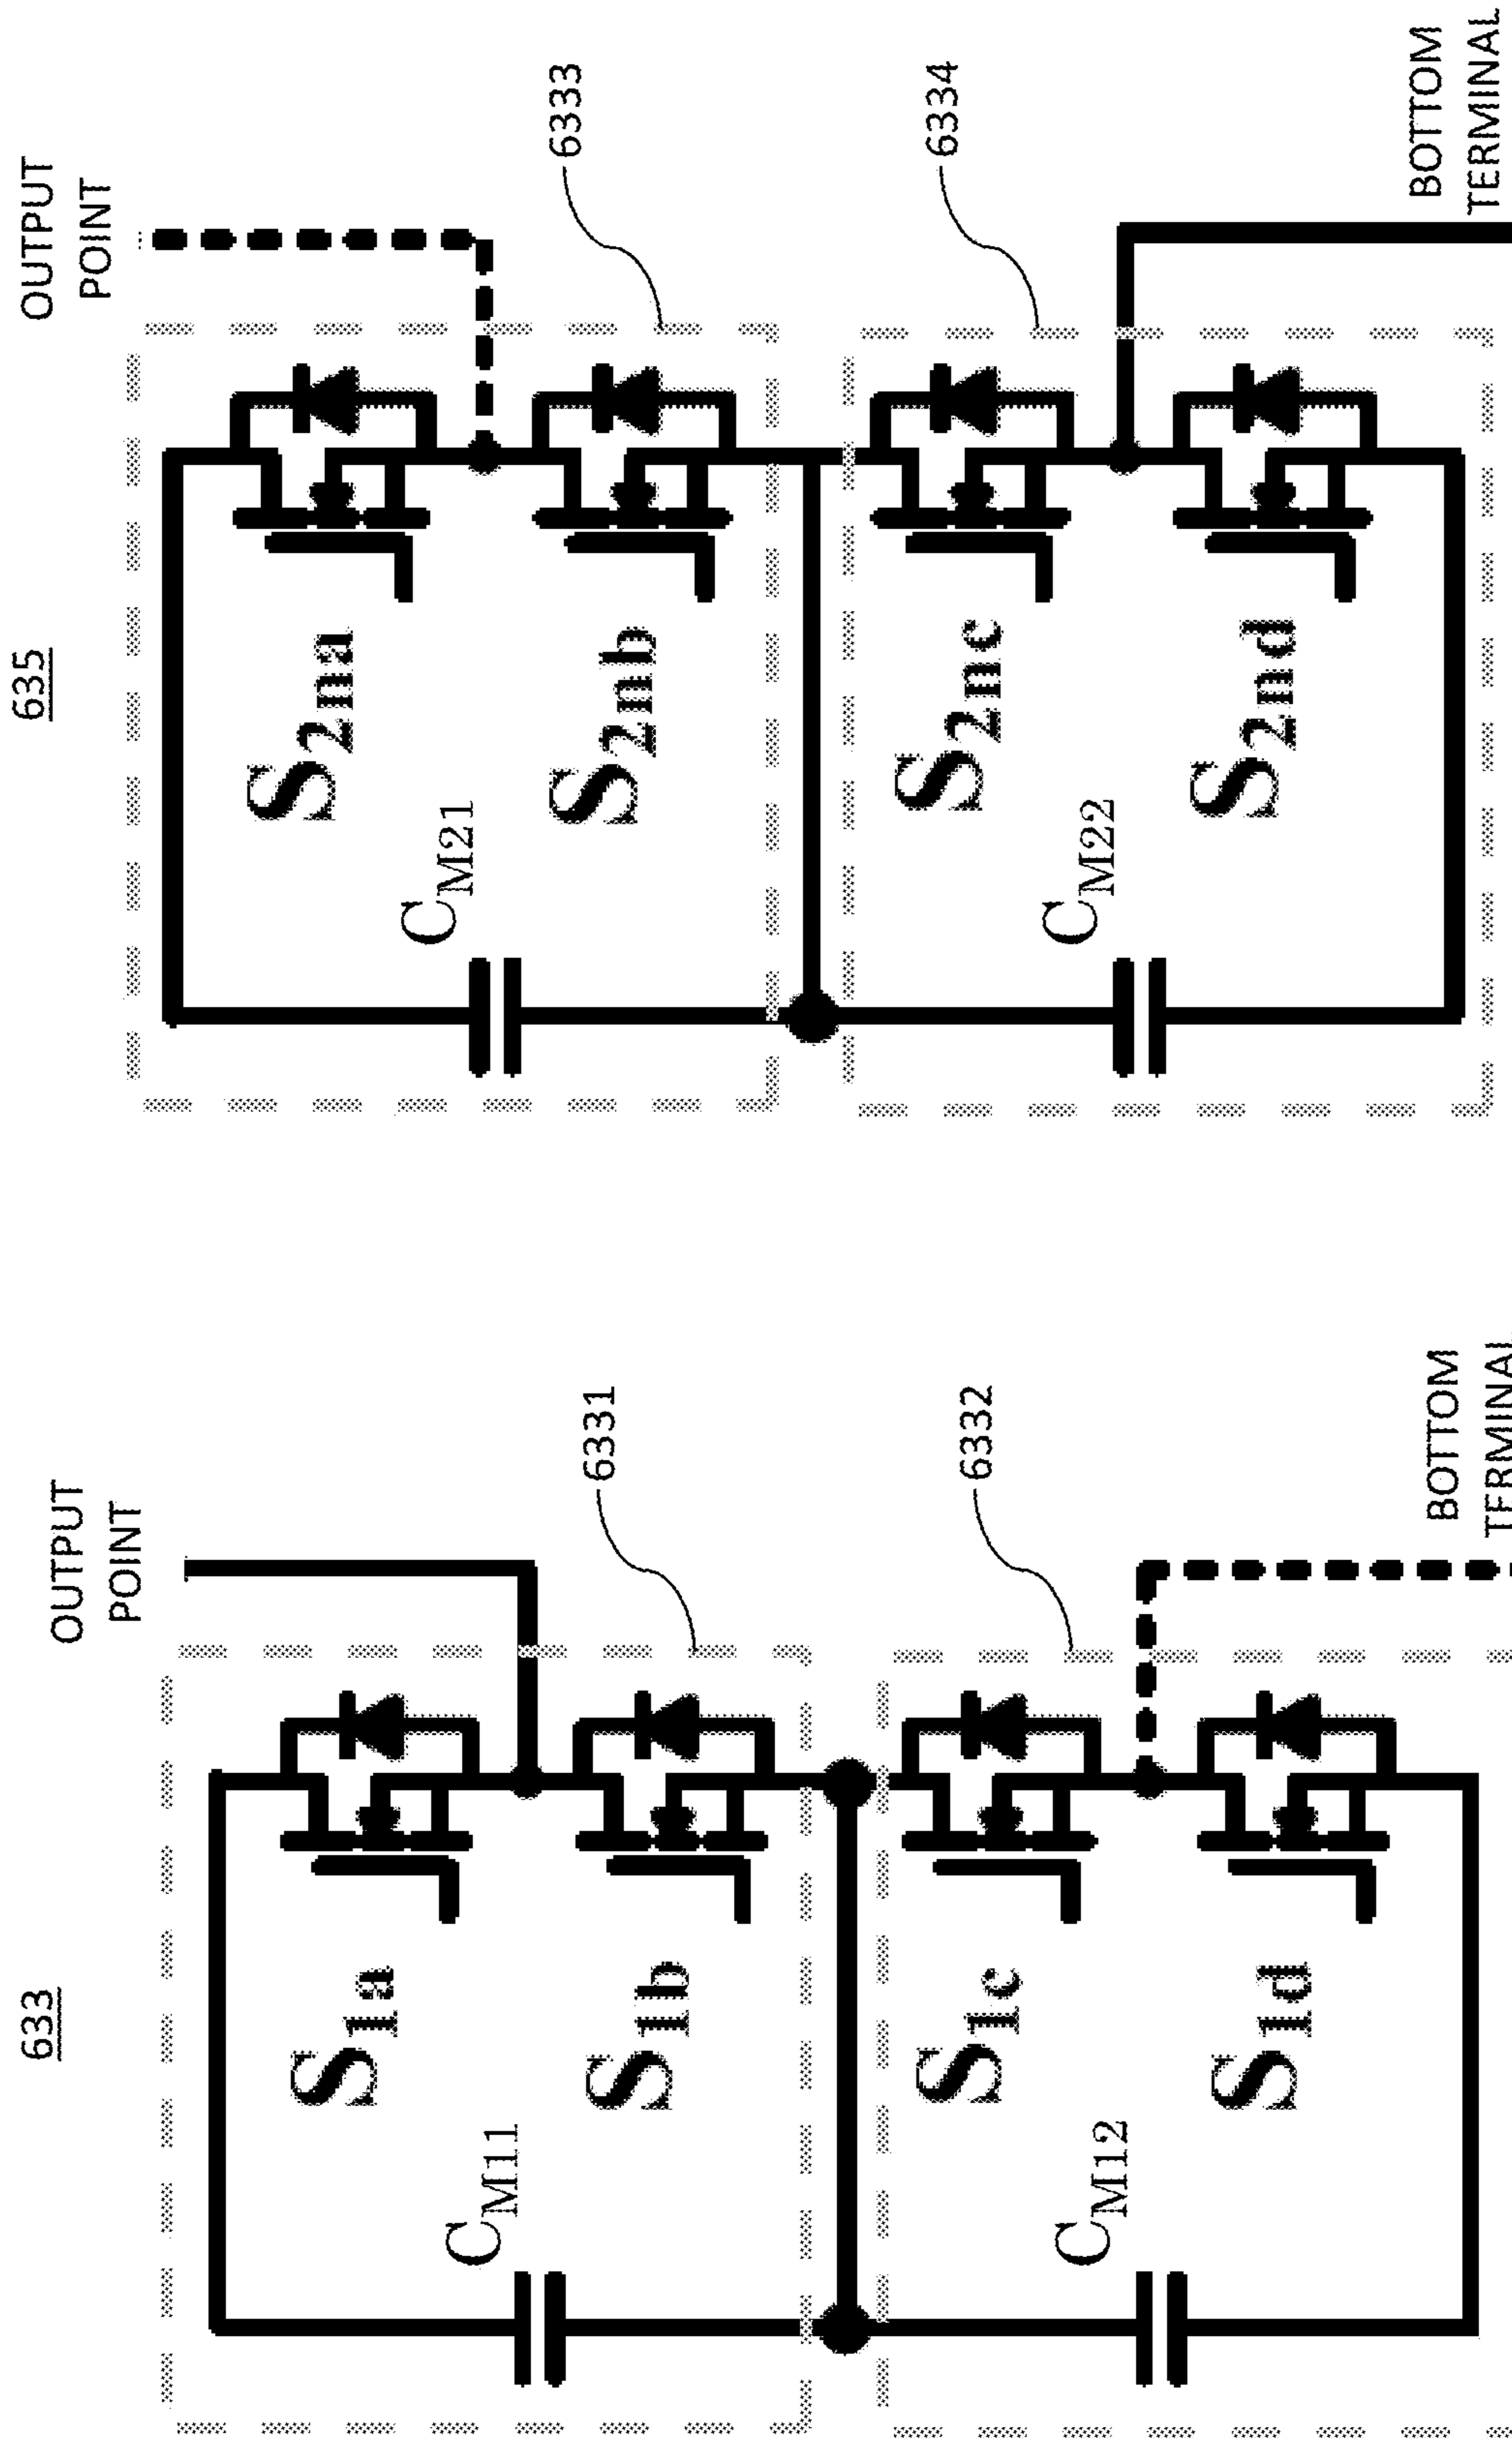 633
OUTPUT
POINT
S1a
CM11
S1b
6331
S1c
CM12
S1d
6332
BOTTOM
TERMINAL
635
OUTPUT
POINT
S2na
CM21
S2nb
6333
S2nc
CM22
S2nd
6334
BOTTOM
TERMINAL